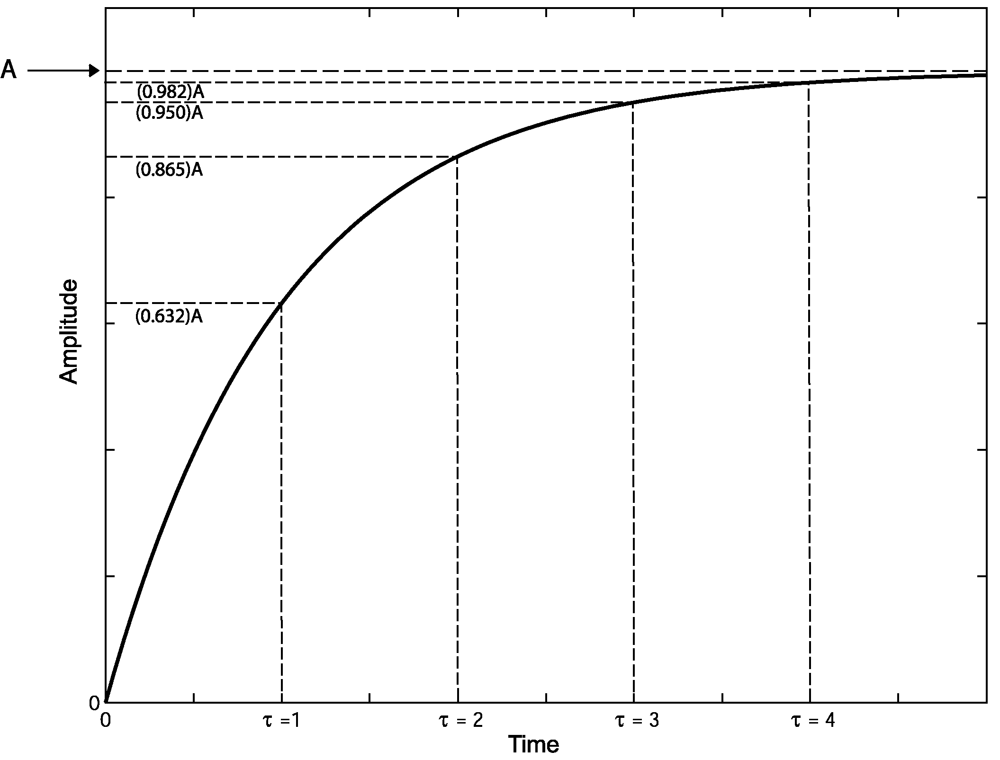 A
(0.982)A
(0.950)A
(0.865)A
(0.632)A
Amplitude
0
0
τ =1
τ = 2
τ = 3
τ = 4
Time